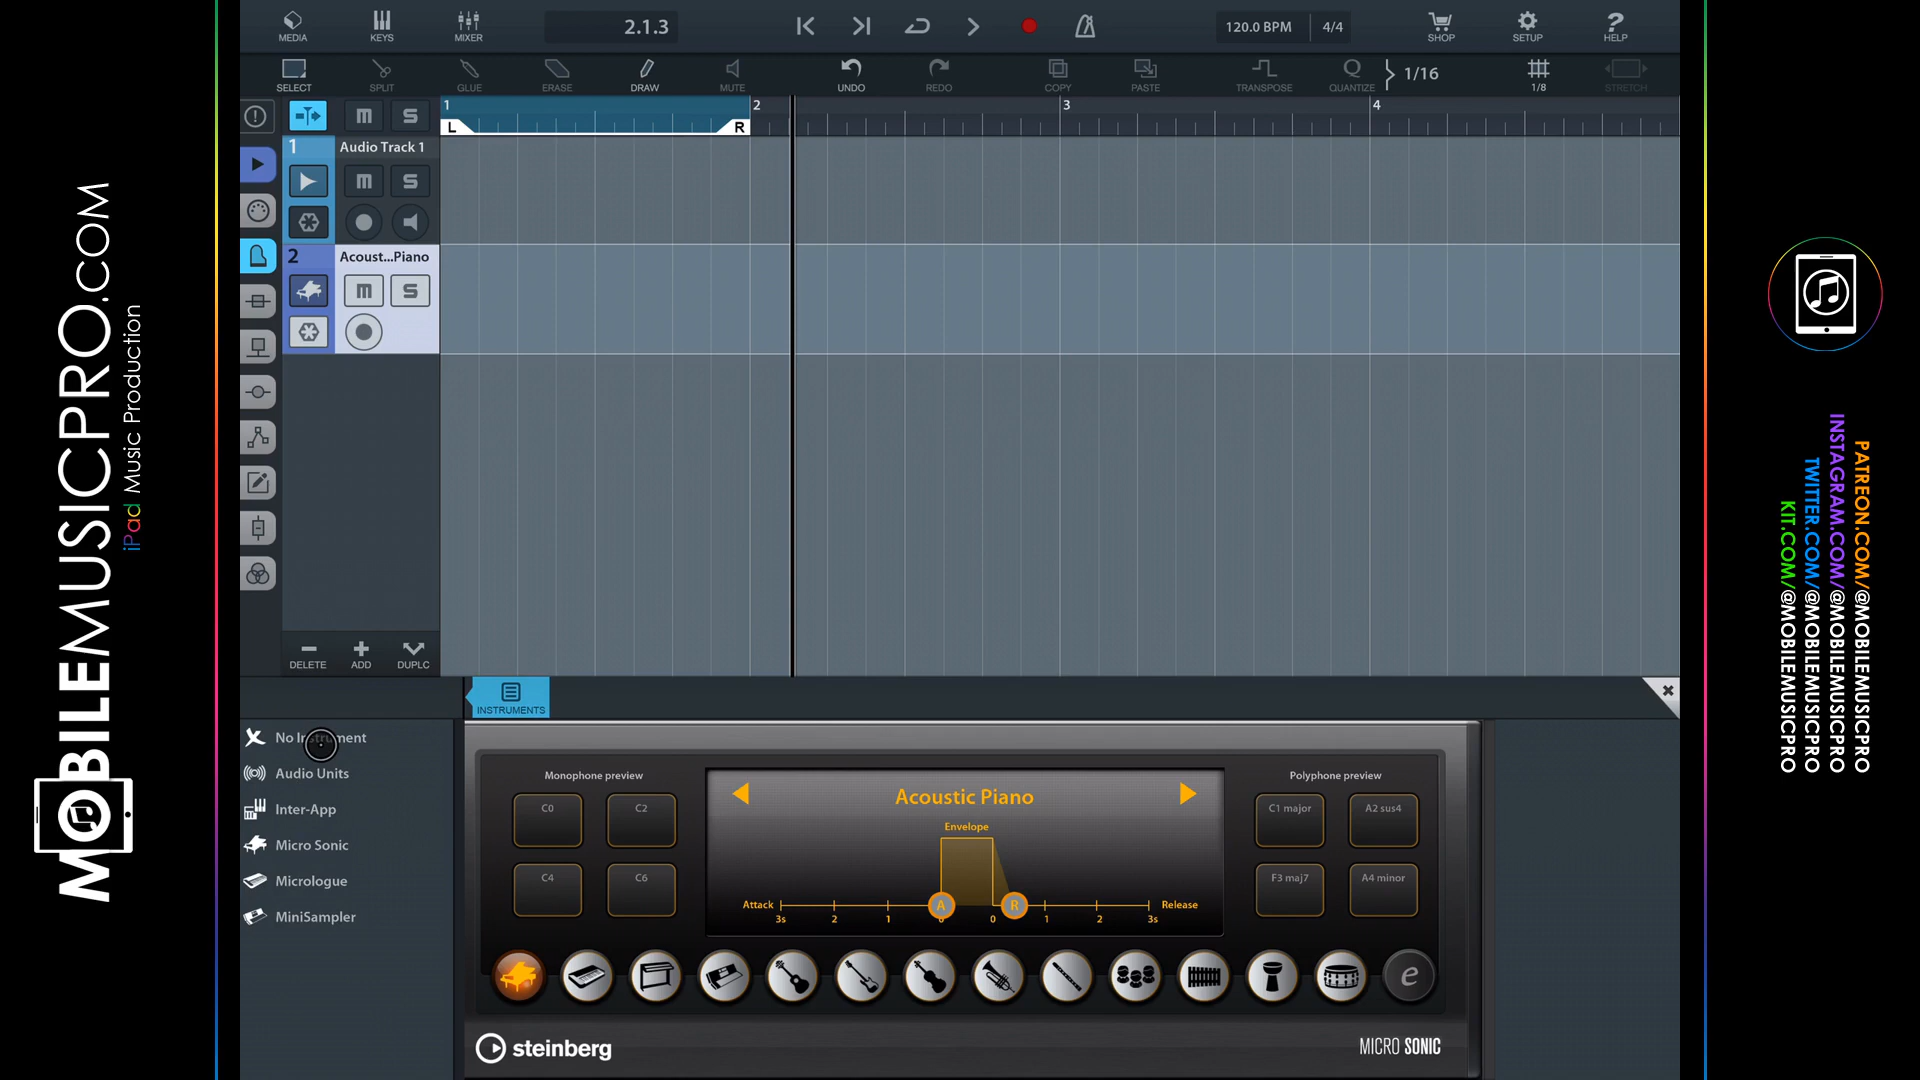 MOBILEMUSICPRO.COM
iPad Music Production
MEDIA
KEYS
MIXER
2.1.3
120.0 BPM
4/4
SHOP
SETUP
?
HELP
SELECT
SPLIT
GLUE
ERASE
DRAW
MUTE
UNDO
REDO
COPY
PASTE
TRANSPOSE
Q
QUANTIZE
1/16
1/8
STRETCH
M
S
1
2
3
4
L
R
1
Audio Track 1
M
S
2
Acoust...Piano
M
S
DELETE
ADD
DUPLC
INSTRUMENTS
No Instrument
Audio Units
Inter-App
Micro Sonic
Micrologue
MiniSampler
Monophone preview
C0
C2
C4
C6
Acoustic Piano
Envelope
Attack
A
R
Release
3s
2
1
0
0
1
2
3s
Polyphone preview
C1 major
A2 sus4
F3 maj7
A4 minor
e
steinberg
MICRO SONIC
PATREON.COM/@MOBILEMUSICPRO
INSTAGRAM.COM/@MOBILEMUSICPRO
TWITTER.COM/@MOBILEMUSICPRO
KIT.COM/@MOBILEMUSICPRO